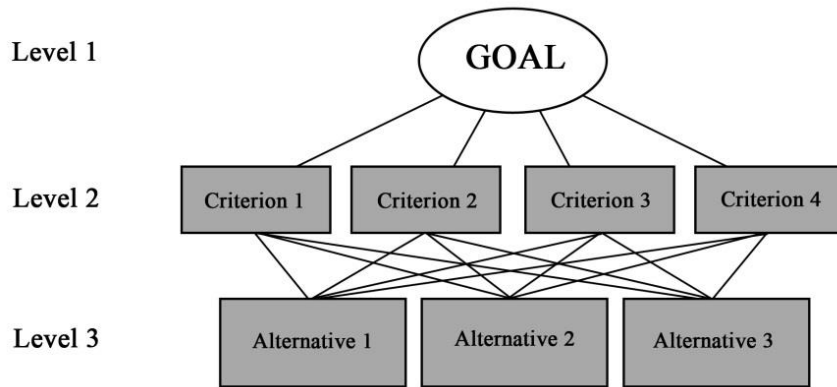 Level 1
GOAL
Level 2
Criterion 1
Criterion 2
Criterion 3
Criterion 4
Level 3
Alternative 1
Alternative 2
Alternative 3